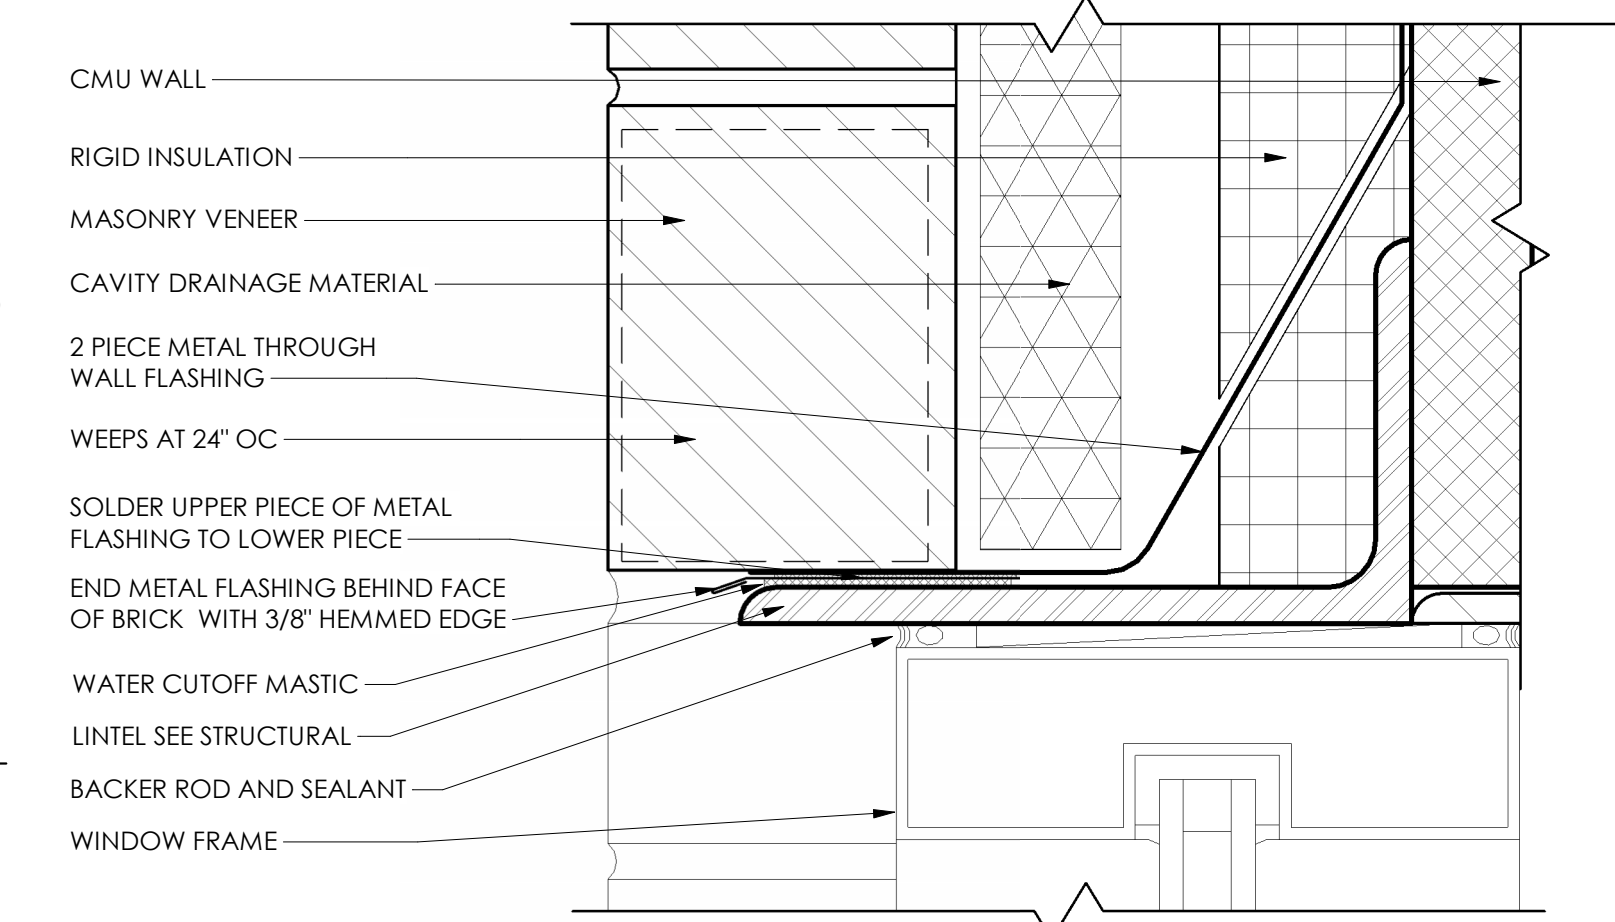 CMU WALL
RIGID INSULATION
MASONRY VENEER
CAVITY DRAINAGE MATERIAL
2 PIECE METAL THROUGH
WALL FLASHING
WEEPS AT 24" OC
SOLDER UPPER PIECE OF METAL
FLASHING TO LOWER PIECE
END METAL FLASHING BEHIND FACE
OF BRICK WITH 3/8" HEMMED EDGE
WATER CUTOFF MASTIC
LINTEL SEE STRUCTURAL
BACKER ROD AND SEALANT
WINDOW FRAME